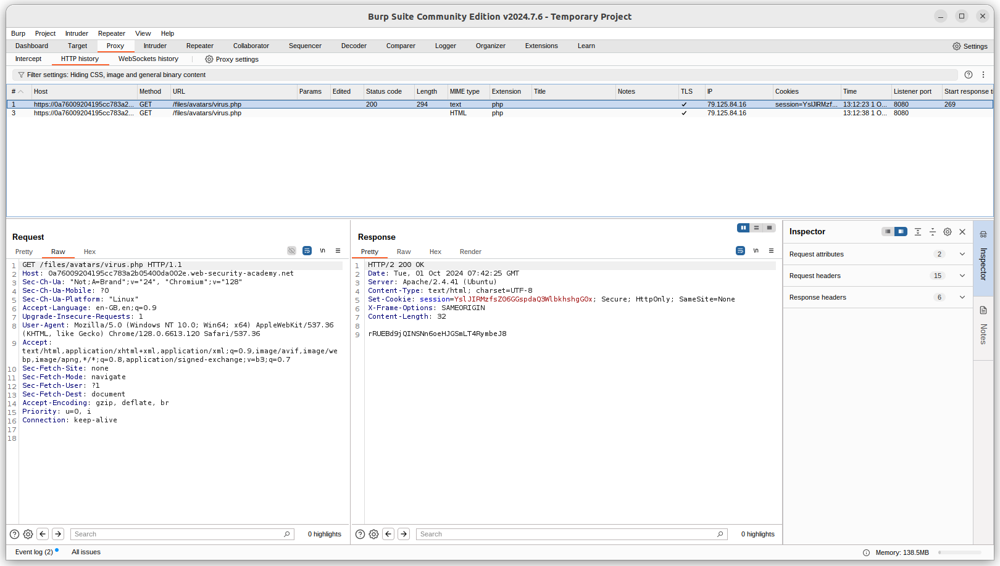 Burp Suite Community Edition v2024.7.6 - Temporary Project
Burp Project Intruder Repeater View Help
Dashboard Target Proxy Intruder Repeater Collaborator Sequencer Decoder Comparer Logger Organizer Extensions Learn Settings
Intercept HTTP history WebSockets history Proxy settings
Filter settings: Hiding CSS, image and general binary content
# Host Method URL Params Edited Status code Length MIME type Extension Title Notes TLS IP Cookies Time Listener port Start response ti
1 https://0a76009204195cc783a2... GET /files/avatars/virus.php 200 294 text php ✓ 79.125.84.16 session=YslJIRMzf... 13:12:23 1 O... 8080 269
3 https://0a76009204195cc783a2... GET /files/avatars/virus.php HTML php ✓ 79.125.84.16 13:12:38 1 O... 8080
Request
Pretty Raw Hex
\n
1 GET /files/avatars/virus.php HTTP/1.1
2 Host: 0a76009204195cc783a2b05400da002e.web-security-academy.net
3 Sec-Ch-Ua: "Not;A=Brand";v="24", "Chromium";v="128"
4 Sec-Ch-Ua-Mobile: ?0
5 Sec-Ch-Ua-Platform: "Linux"
6 Accept-Language: en-GB,en;q=0.9
7 Upgrade-Insecure-Requests: 1
8 User-Agent: Mozilla/5.0 (Windows NT 10.0; Win64; x64) AppleWebKit/537.36
(KHTML, like Gecko) Chrome/128.0.6613.120 Safari/537.36
9 Accept:
text/html,application/xhtml+xml,application/xml;q=0.9,image/avif,image/we
bp,image/apng,*/*;q=0.8,application/signed-exchange;v=b3;q=0.7
10 Sec-Fetch-Site: none
11 Sec-Fetch-Mode: navigate
12 Sec-Fetch-User: ?1
13 Sec-Fetch-Dest: document
14 Accept-Encoding: gzip, deflate, br
15 Priority: u=0, i
16 Connection: keep-alive
17
18
Search
0 highlights
Response
Pretty Raw Hex Render
\n
1 HTTP/2 200 OK
2 Date: Tue, 01 Oct 2024 07:42:25 GMT
3 Server: Apache/2.4.41 (Ubuntu)
4 Content-Type: text/html; charset=UTF-8
5 Set-Cookie: session=YslJIRMzfsZ06GGspdaQ3WlbkhshgG0x; Secure; HttpOnly; SameSite=None
6 X-Frame-Options: SAMEORIGIN
7 Content-Length: 32
8
9 rRUEBd9jQINSNn6oeHJGSmLT4RymbeJ8
Search
0 highlights
Inspector
Request attributes 2
Request headers 15
Response headers 6
Inspector
Notes
Event log (2) All issues
Memory: 138.5MB